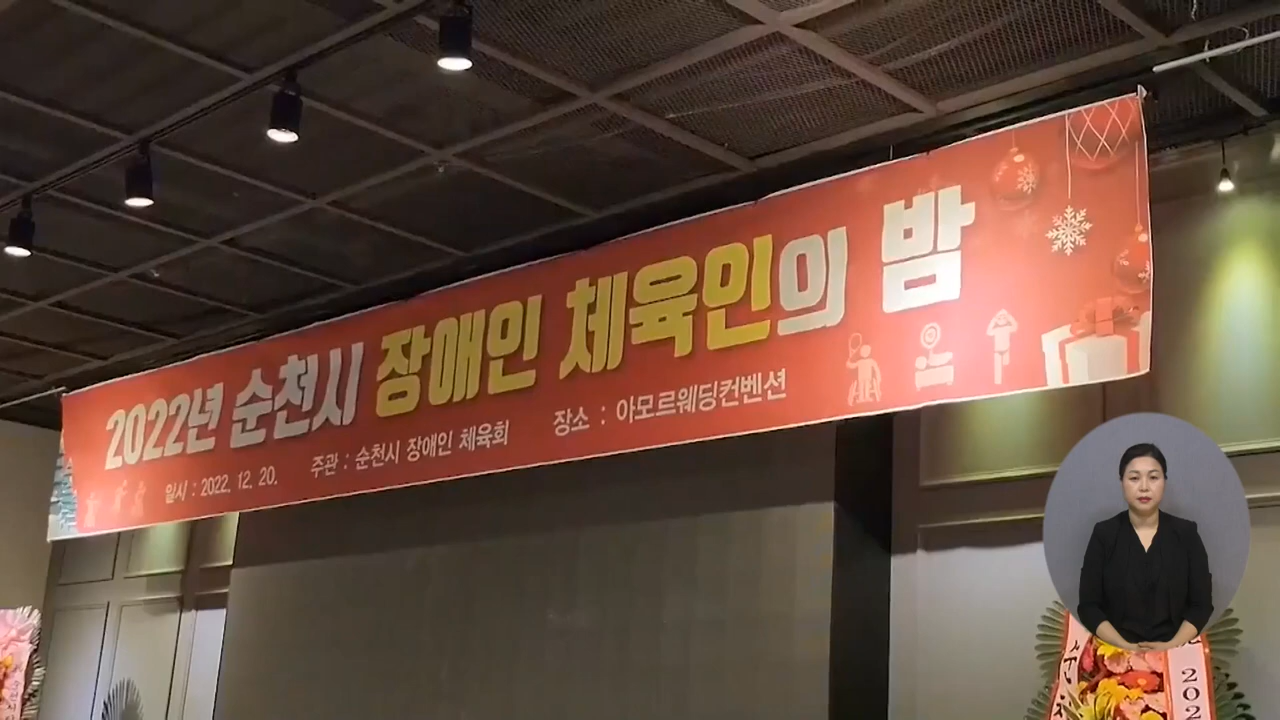 2022년 순천시 장애인 체육인의 밤
일시 : 2022. 12. 20. 주관 : 순천시 장애인 체육회 장소 : 아모르웨딩컨벤션
순
202